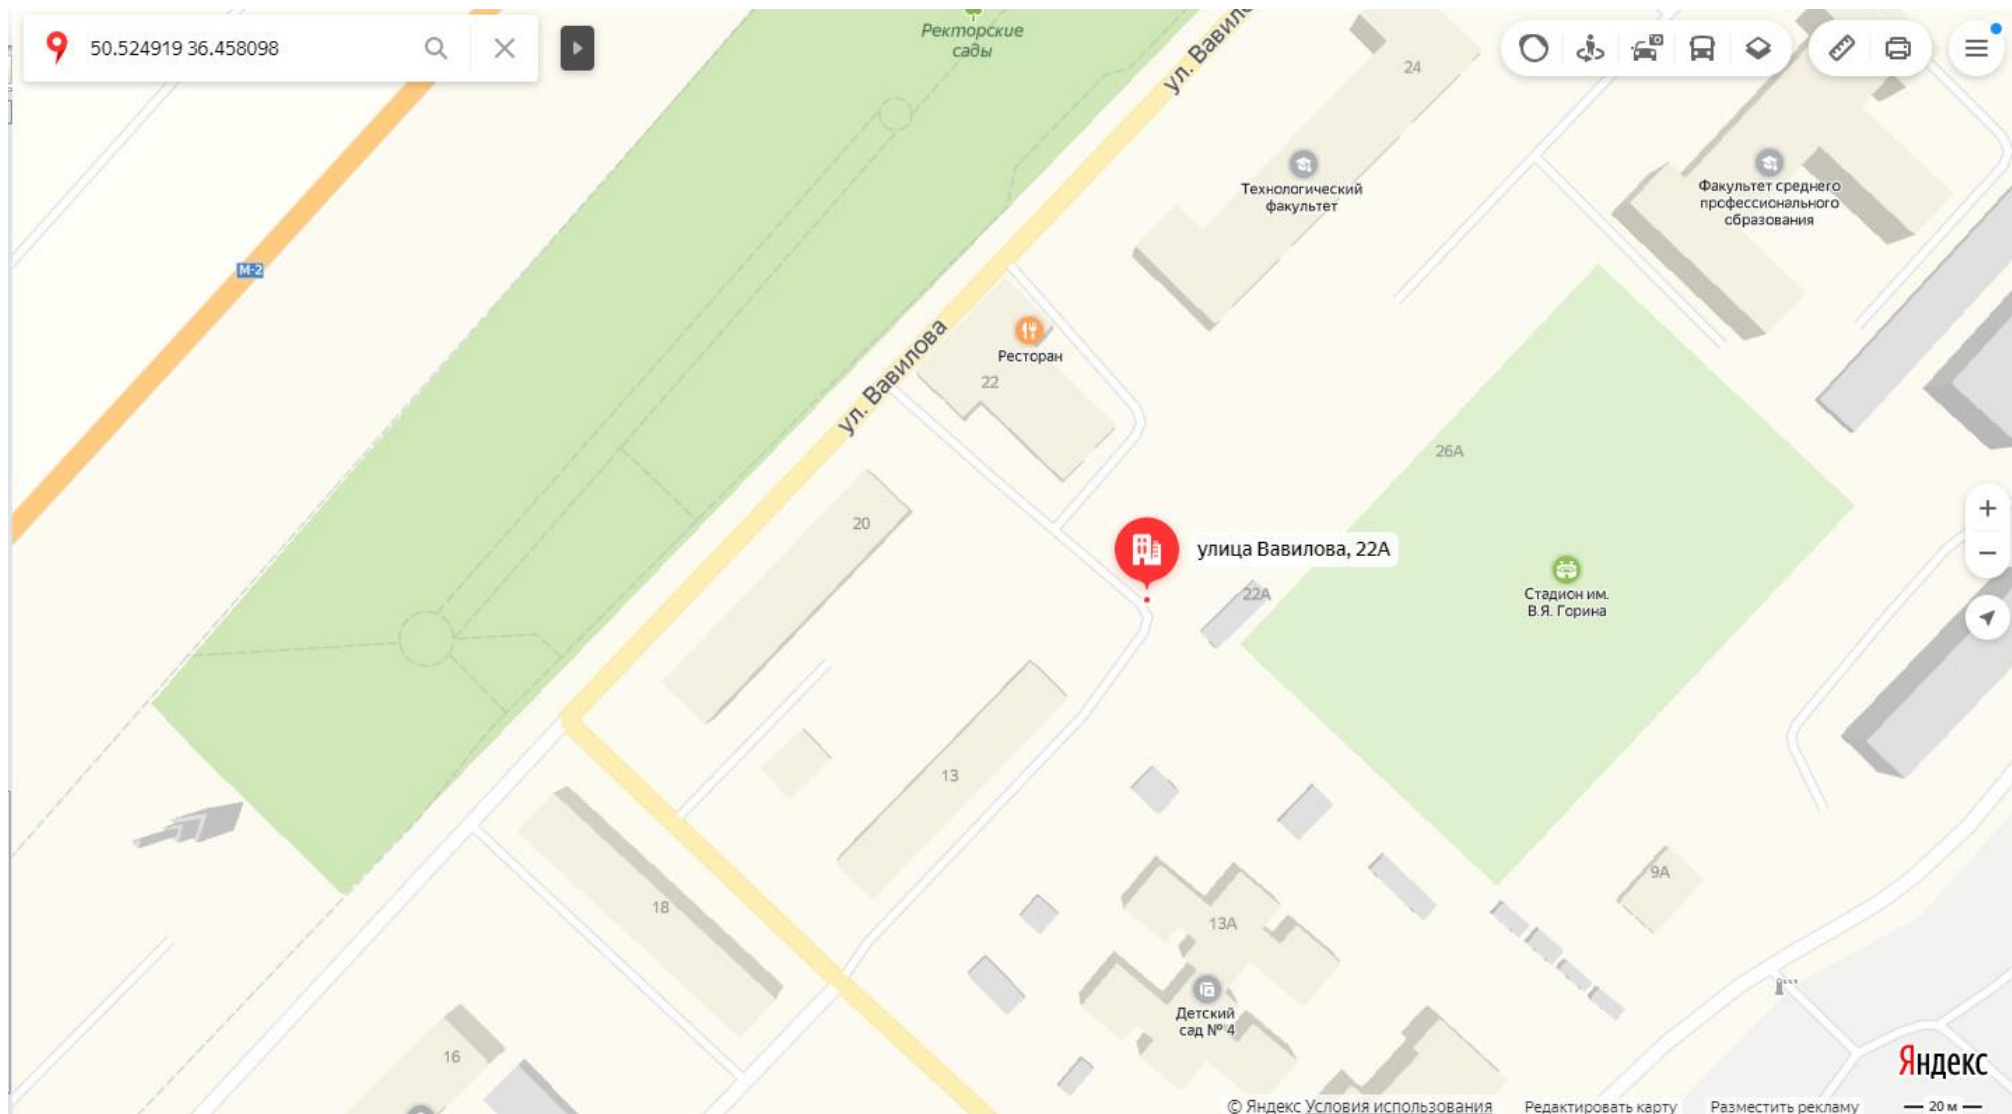 50.524919 36.458098
Ректорские
сады
ул. Вавило
24
Технологический
факультет
Факультет среднего
профессионального
образования
М-2
ул. Вавилова
Ресторан
22
26А
20
улица Вавилова, 22А
22А
Стадион им.
В.Я. Горина
13
9А
18
13А
Детский
сад № 4
16
Яндекс
© Яндекс Условия использования
Редактировать карту
Разместить рекламу
20 м